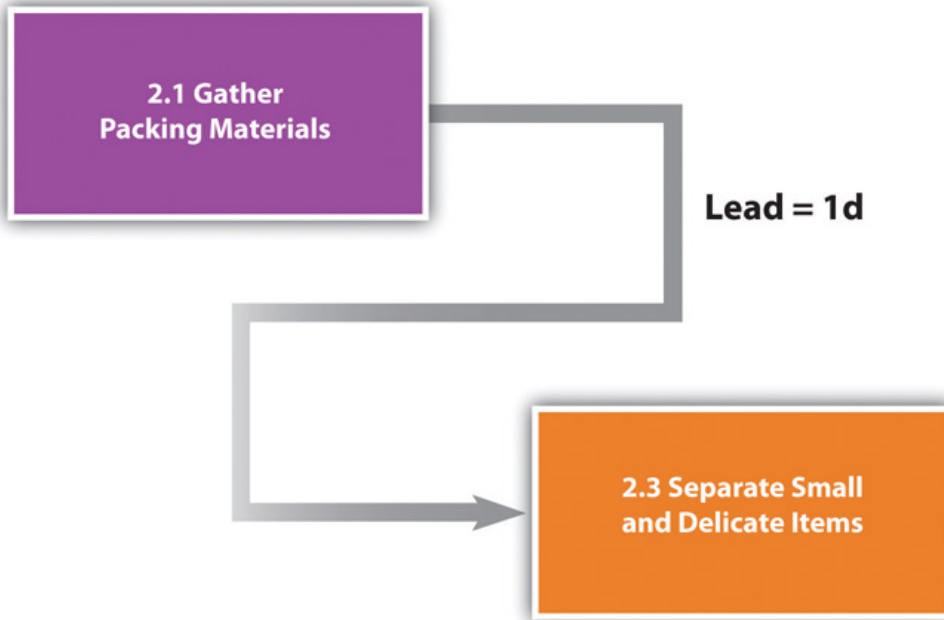 2.1 Gather
Packing Materials
Lead = 1d
2.3 Separate Small
and Delicate Items